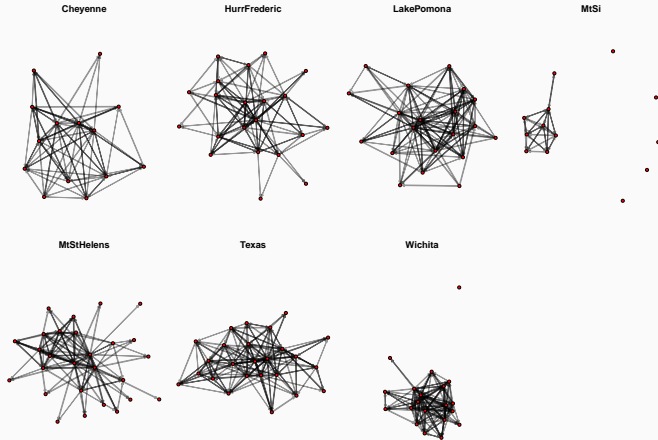 Cheyenne
HurrFrederic
LakePomona
MtSi
MtStHelens
Texas
Wichita